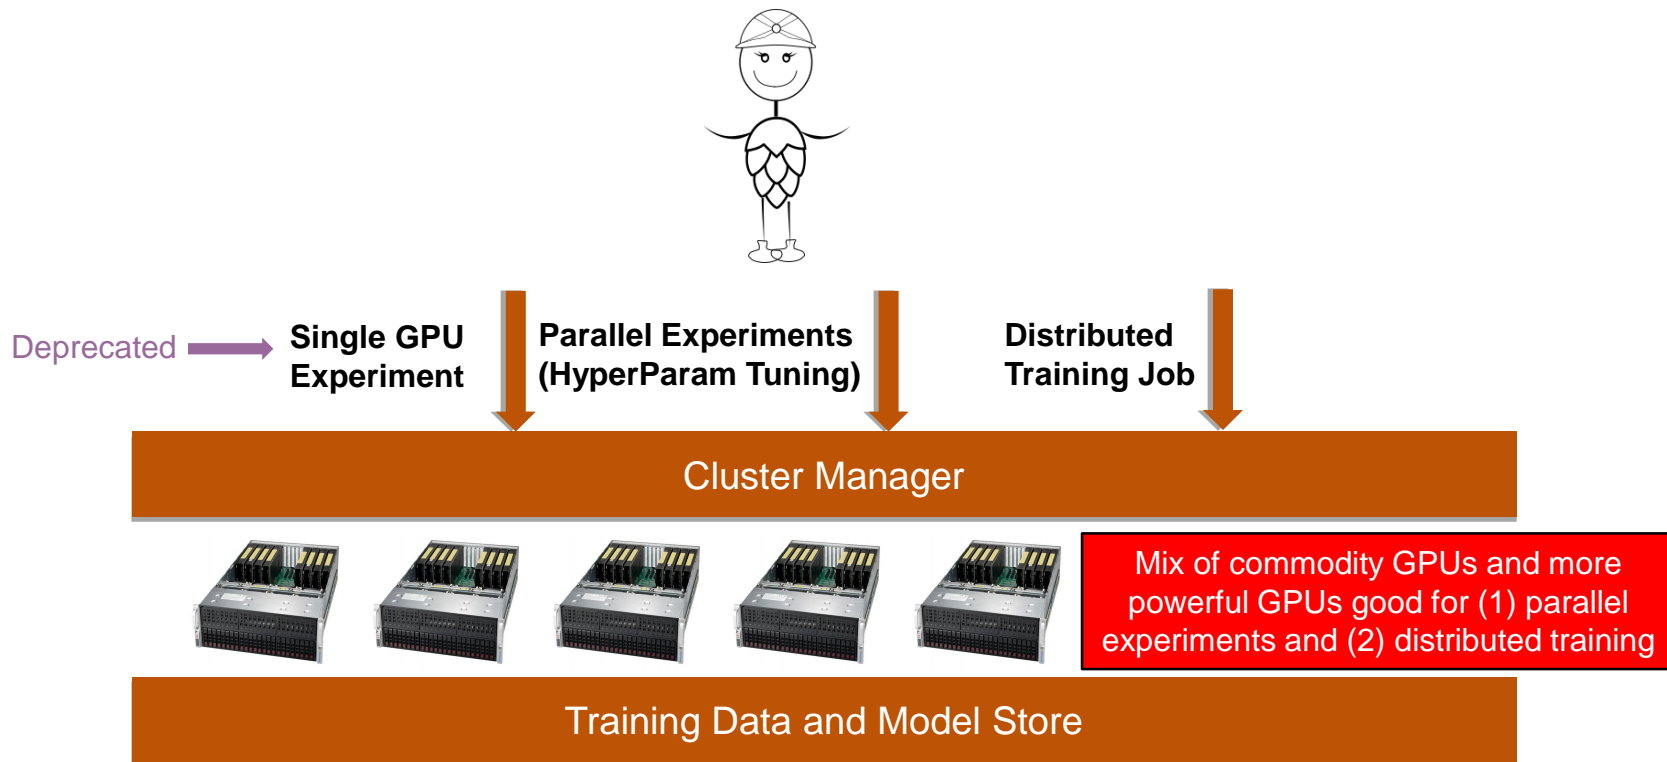 Deprecated
Single GPU
Experiment
Parallel Experiments
(HyperParam Tuning)
Distributed
Training Job
Cluster Manager
Mix of commodity GPUs and more
powerful GPUs good for (1) parallel
experiments and (2) distributed training
Training Data and Model Store